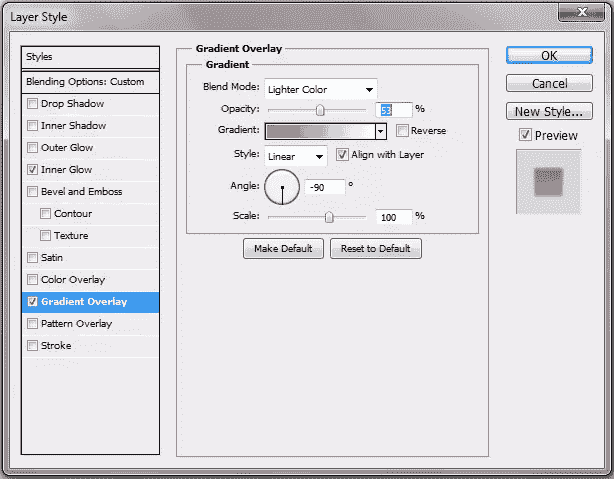 Layer Style
Styles
Blending Options: Custom
Drop Shadow
Inner Shadow
Outer Glow
Inner Glow
Bevel and Emboss
Contour
Texture
Satin
Color Overlay
Gradient Overlay
Pattern Overlay
Stroke
Gradient Overlay
Gradient
Blend Mode: Lighter Color
Opacity: 53 %
Gradient: Reverse
Style: Linear Align with Layer
Angle: -90 °
Scale: 100 %
Make Default Reset to Default
OK
Cancel
New Style...
Preview